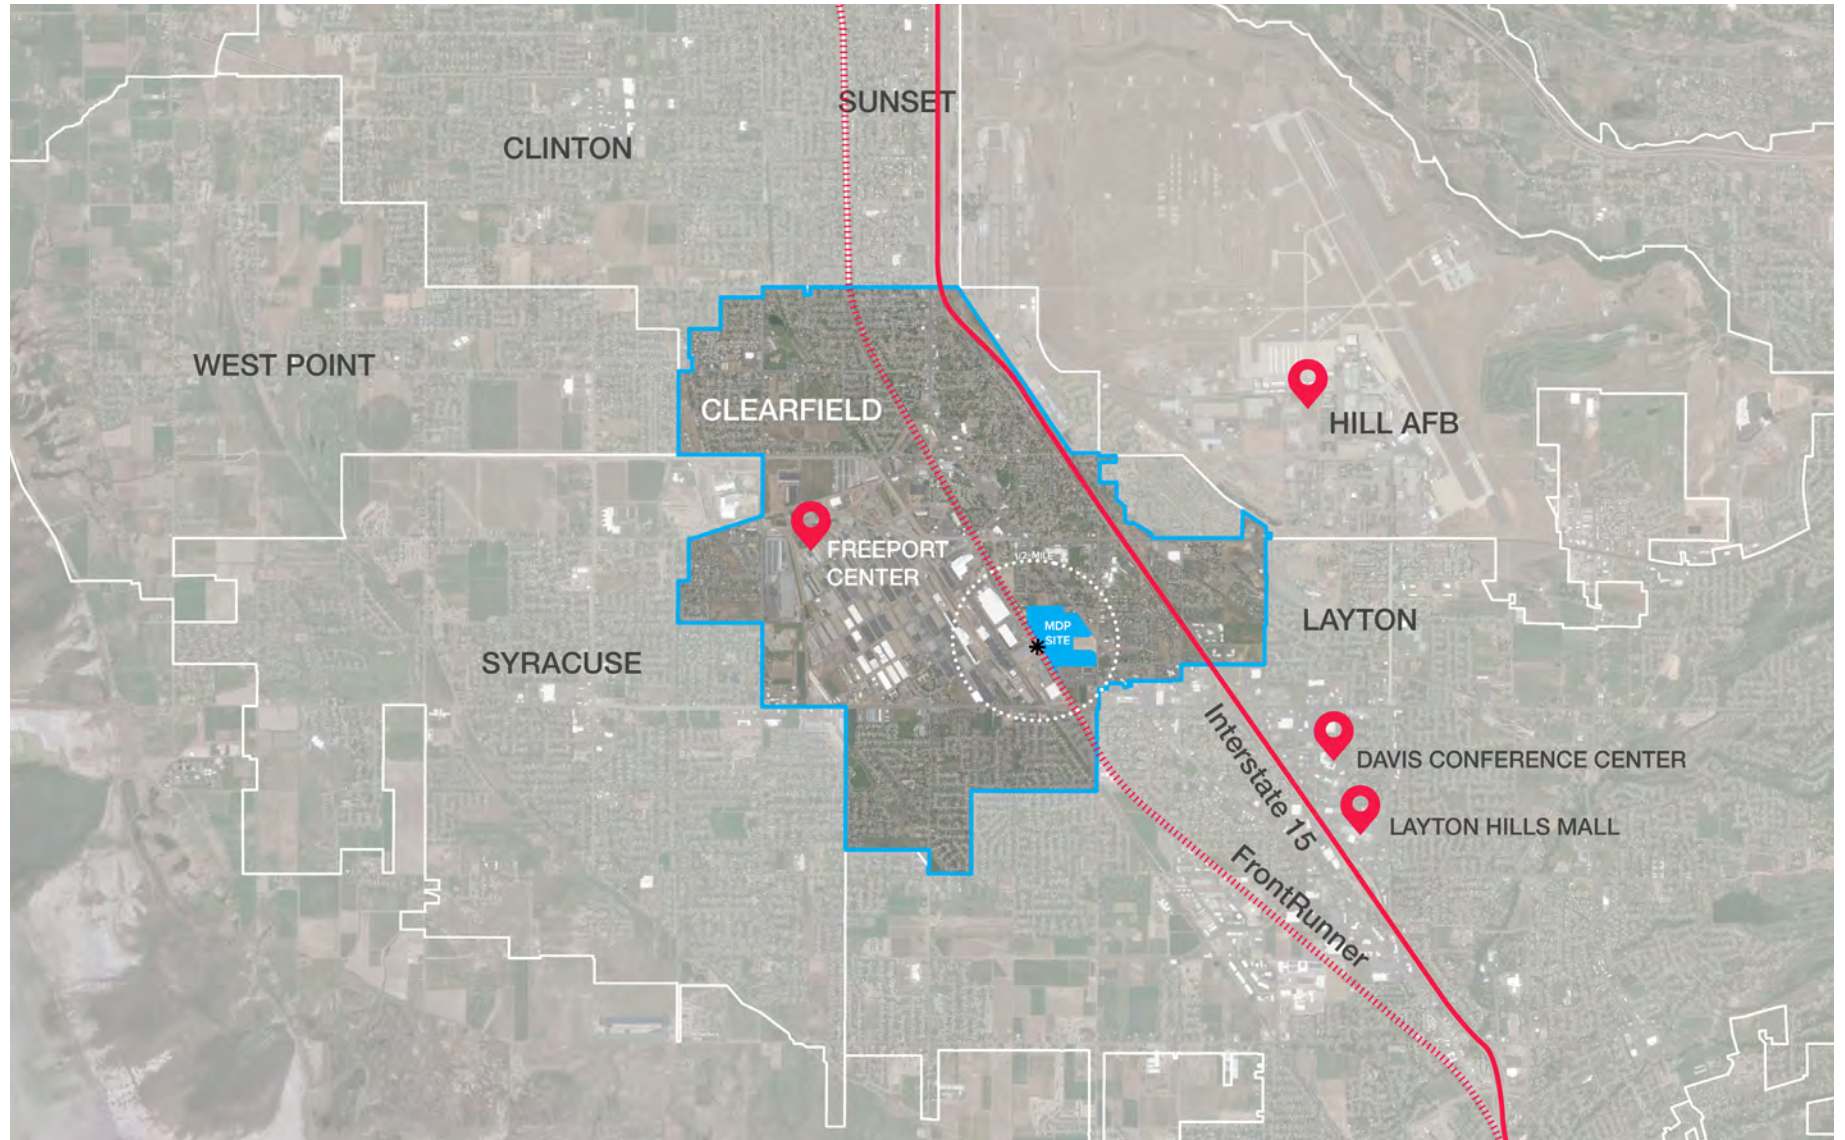 SUNSET
CLINTON
WEST POINT
CLEARFIELD
HILL AFB
FREEPORT
CENTER
1/2-MILE
MDP
SITE
LAYTON
SYRACUSE
Interstate 15
DAVIS CONFERENCE CENTER
LAYTON HILLS MALL
FrontRunner